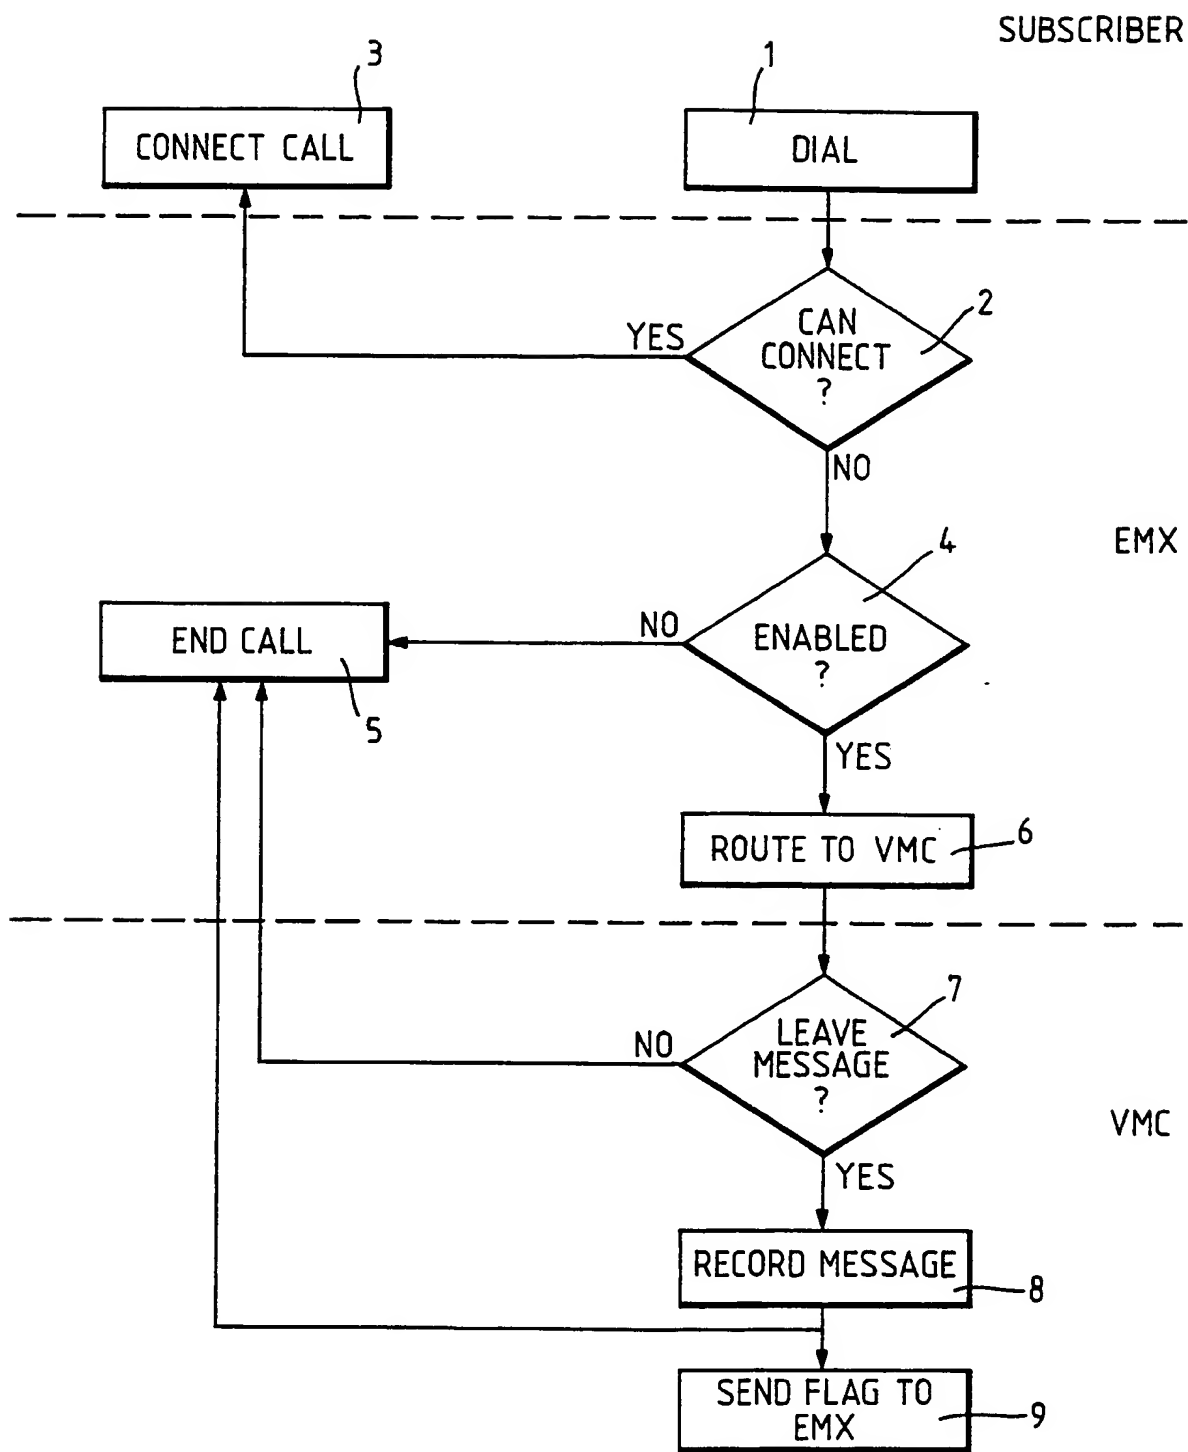 SUBSCRIBER
3
1
CONNECT CALL
DIAL
2
YES
CAN
CONNECT
?
NO
EMX
4
NO
ENABLED
?
END CALL
5
YES
6
ROUTE TO VMC
7
NO
LEAVE
MESSAGE
?
VMC
YES
RECORD MESSAGE
8
SEND FLAG TO
EMX
9